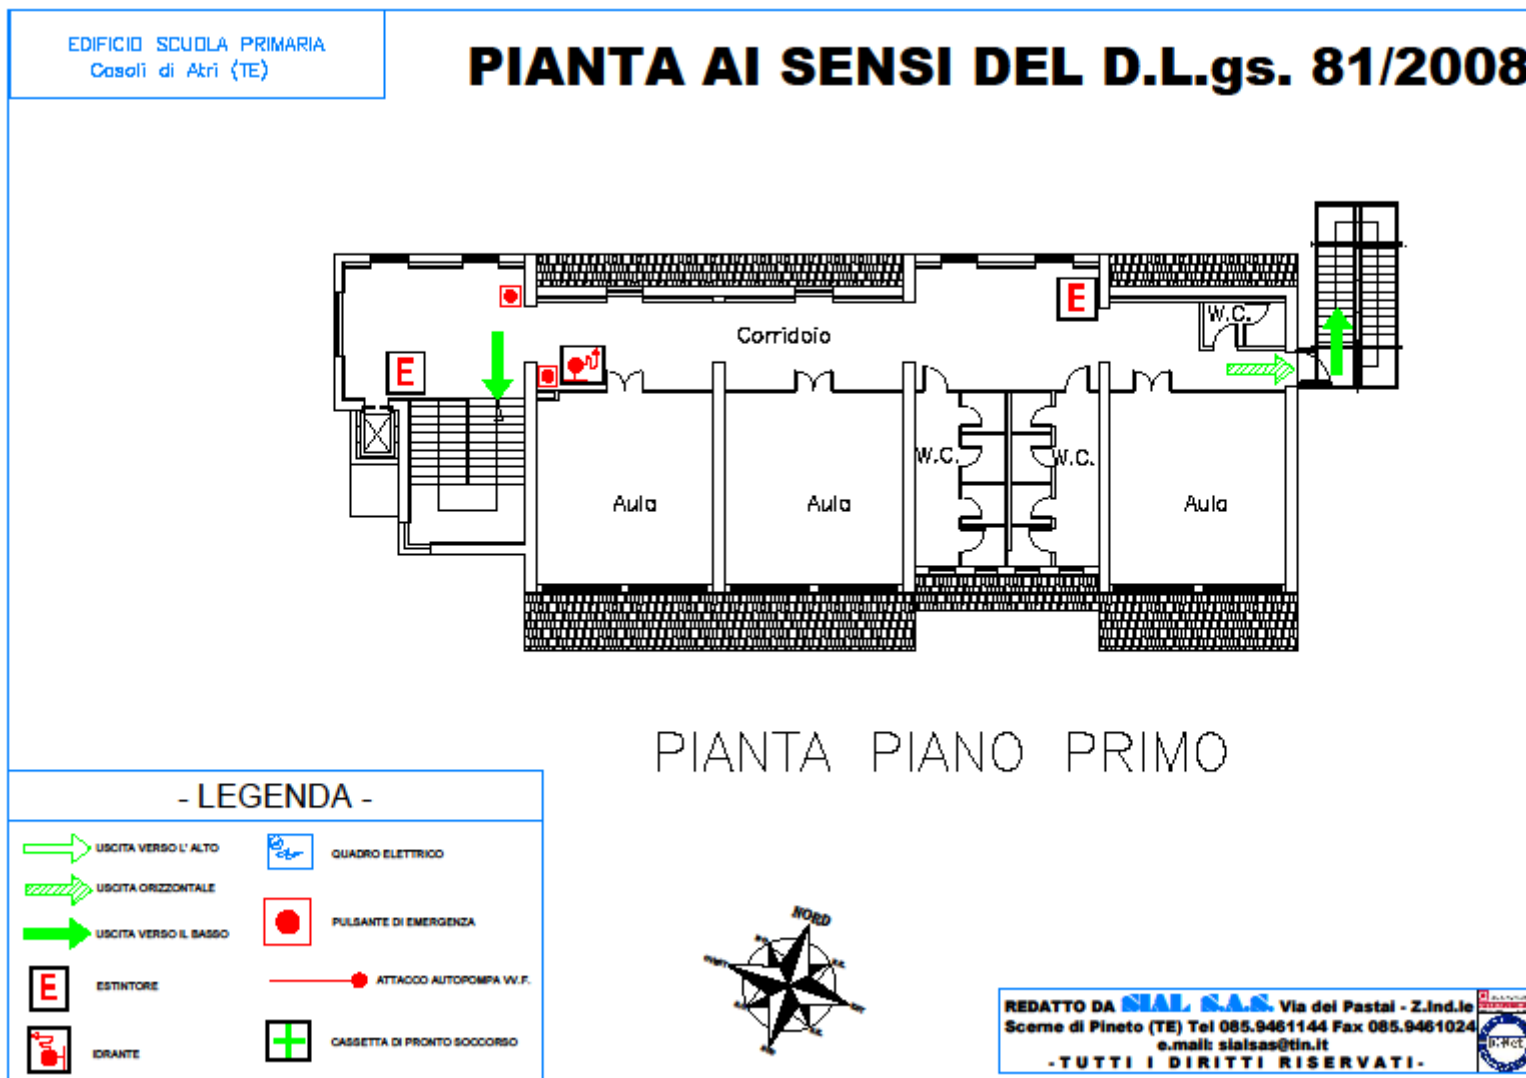 EDIFICIO SCUOLA PRIMARIA
Casoli di Atri (TE)
PIANTA AI SENSI DEL D.L.gs. 81/2008
E
W.C.
Corridoio
E
W.C.
W.C.
Aula
Aula
Aula
PIANTA PIANO PRIMO
- LEGENDA -
USCITA VERSO L' ALTO
QUADRO ELETTRICO
USCITA ORIZZONTALE
PULSANTE DI EMERGENZA
USCITA VERSO IL BASSO
E
ESTINTORE
ATTACCO AUTOPOMPA VV.F.
IDRANTE
CASSETTA DI PRONTO SOCCORSO
NORD
REDATTO DA SIAL S.A.S. Via dei Pastai - Z.Ind.le
Scerne di Pineto (TE) Tel 085.9461144 Fax 085.9461024
e.mail: sialsas@tin.it
- TUTTI I DIRITTI RISERVATI -